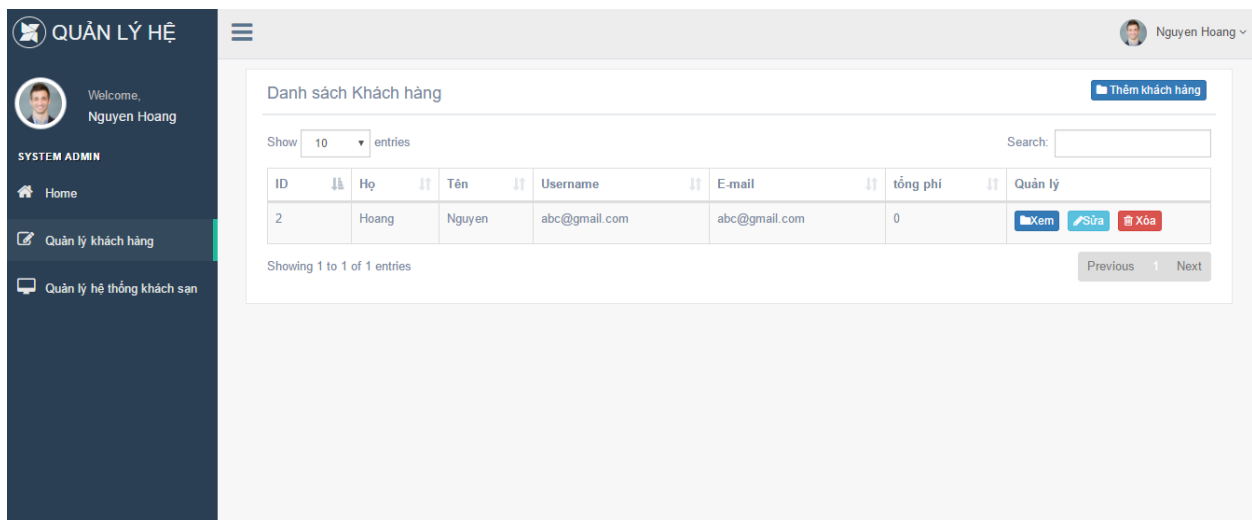 QUẢN LÝ HỆ
Nguyen Hoang
Welcome,
Nguyen Hoang
SYSTEM ADMIN
Home
Quản lý khách hàng
Quản lý hệ thống khách sạn
Danh sách Khách hàng
Thêm khách hàng
Show 10 entries
Search:
ID Họ Tên Username E-mail tổng phí Quản lý
2 Hoang Nguyen abc@gmail.com abc@gmail.com 0 Xem Sửa Xóa
Showing 1 to 1 of 1 entries
Previous 1 Next